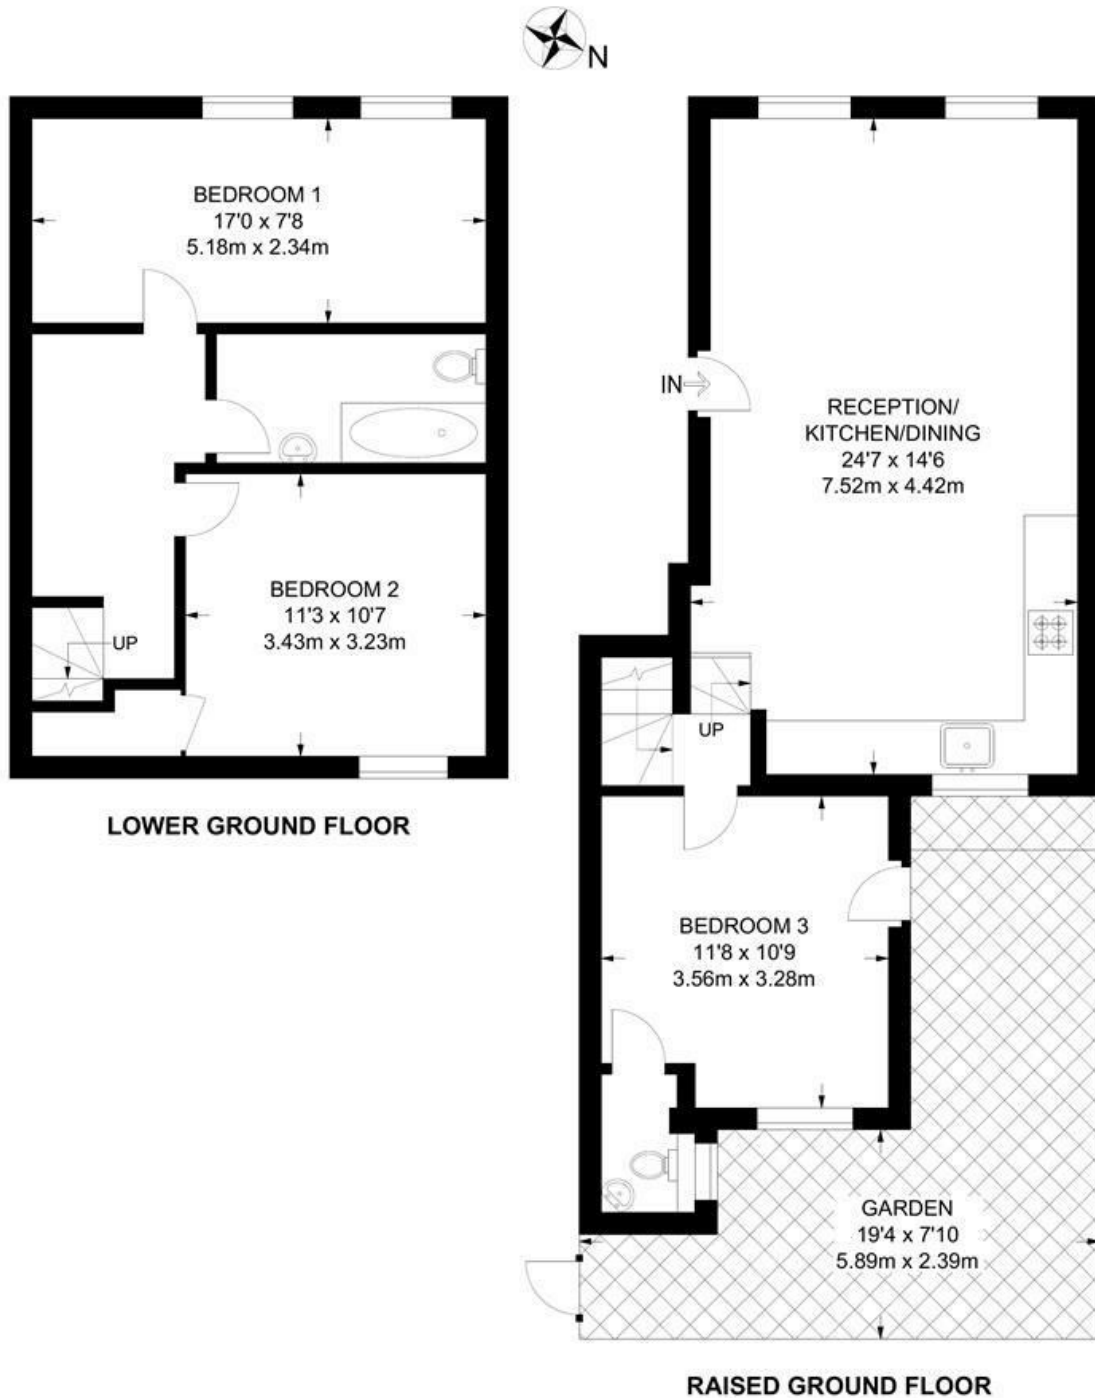 N
BEDROOM 1
17'0 x 7'8
5.18m x 2.34m
BEDROOM 2
11'3 x 10'7
3.43m x 3.23m
UP
LOWER GROUND FLOOR
IN
RECEPTION/
KITCHEN/DINING
24'7 x 14'6
7.52m x 4.42m
UP
BEDROOM 3
11'8 x 10'9
3.56m x 3.28m
GARDEN
19'4 x 7'10
5.89m x 2.39m
RAISED GROUND FLOOR